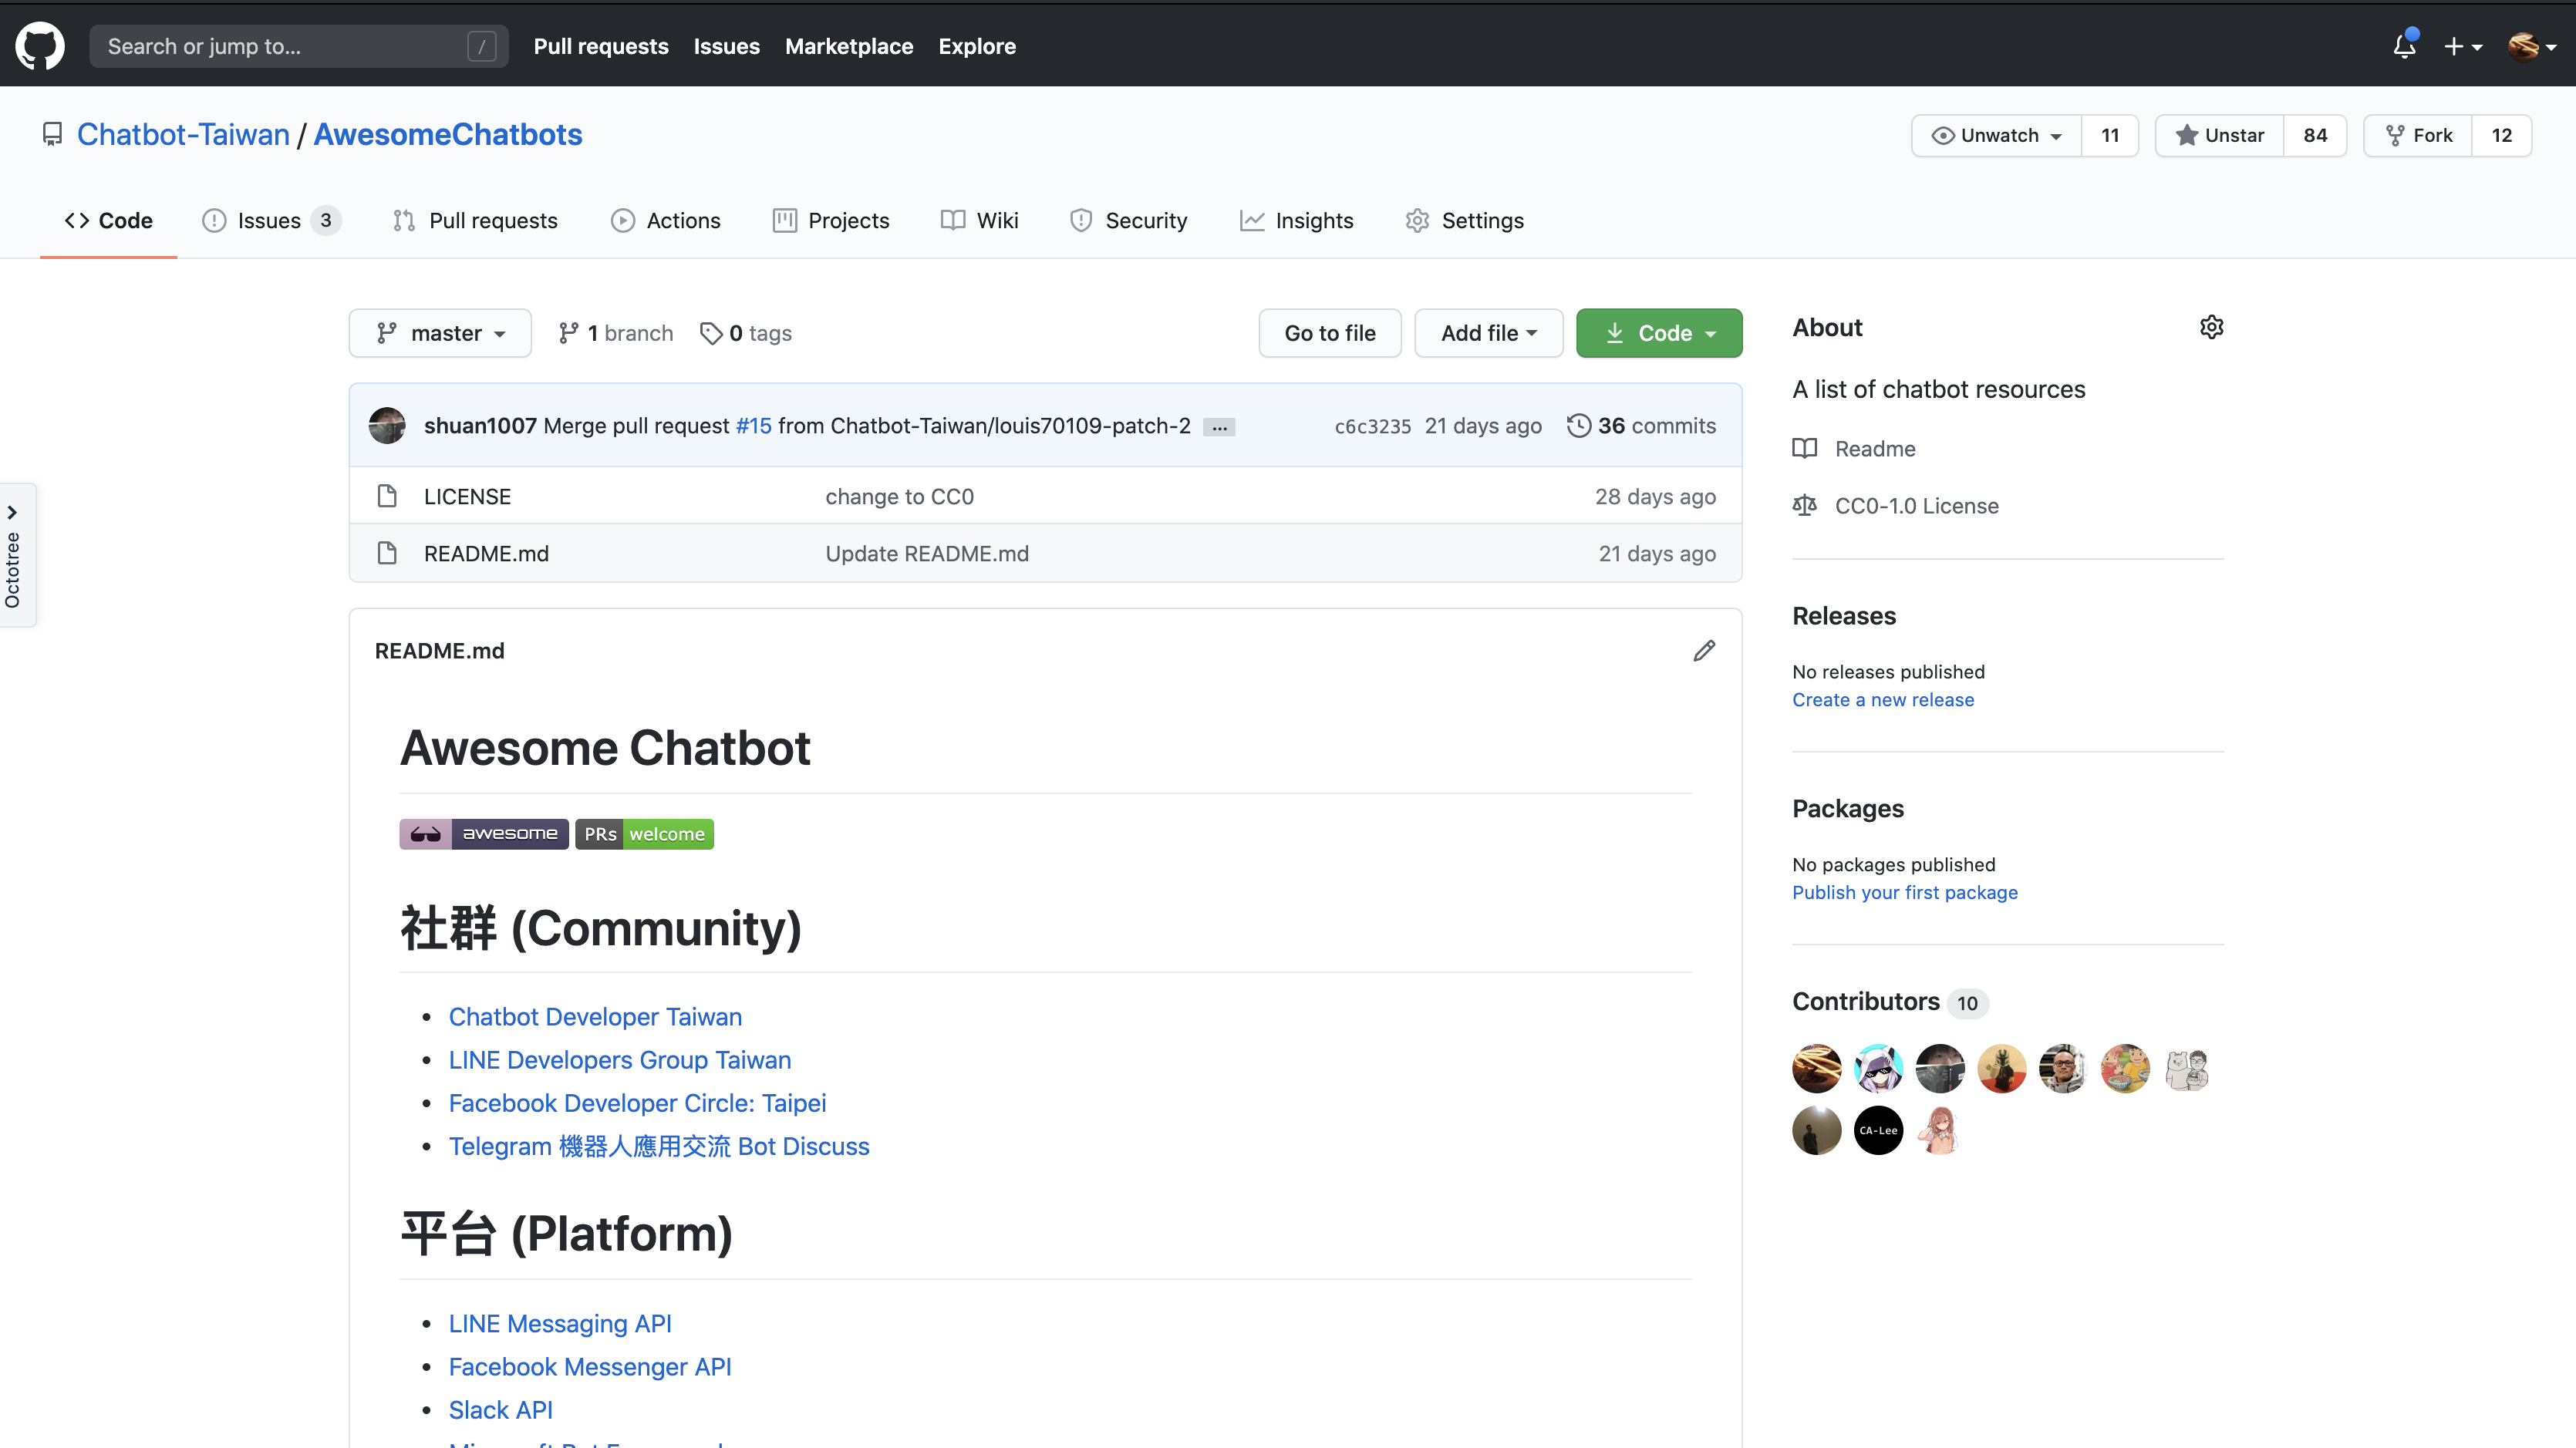 Search or jump to... /
Pull requests Issues Marketplace Explore
Chatbot-Taiwan / AwesomeChatbots
Unwatch 11 Unstar 84 Fork 12
Code Issues 3 Pull requests Actions Projects Wiki Security Insights Settings
master 1 branch 0 tags Go to file Add file Code
shuan1007 Merge pull request #15 from Chatbot-Taiwan/louis70109-patch-2 ... c6c3235 21 days ago 36 commits
LICENSE change to CC0 28 days ago
README.md Update README.md 21 days ago
Octotree
README.md
Awesome Chatbot
awesome PRs welcome
社群 (Community)
Chatbot Developer Taiwan
LINE Developers Group Taiwan
Facebook Developer Circle: Taipei
Telegram 機器人應用交流 Bot Discuss
平台 (Platform)
LINE Messaging API
Facebook Messenger API
Slack API
About
A list of chatbot resources
Readme
CC0-1.0 License
Releases
No releases published
Create a new release
Packages
No packages published
Publish your first package
Contributors 10
CA-Lee